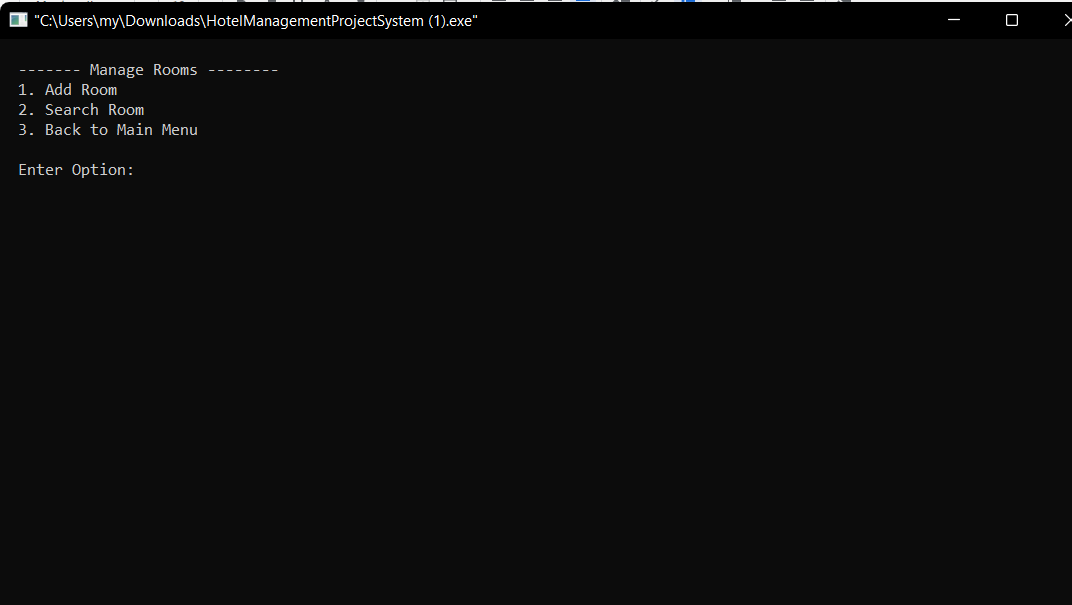 "C:\Users\my\Downloads\HotelManagementProjectSystem (1).exe"
------- Manage Rooms --------
1. Add Room
2. Search Room
3. Back to Main Menu
Enter Option: